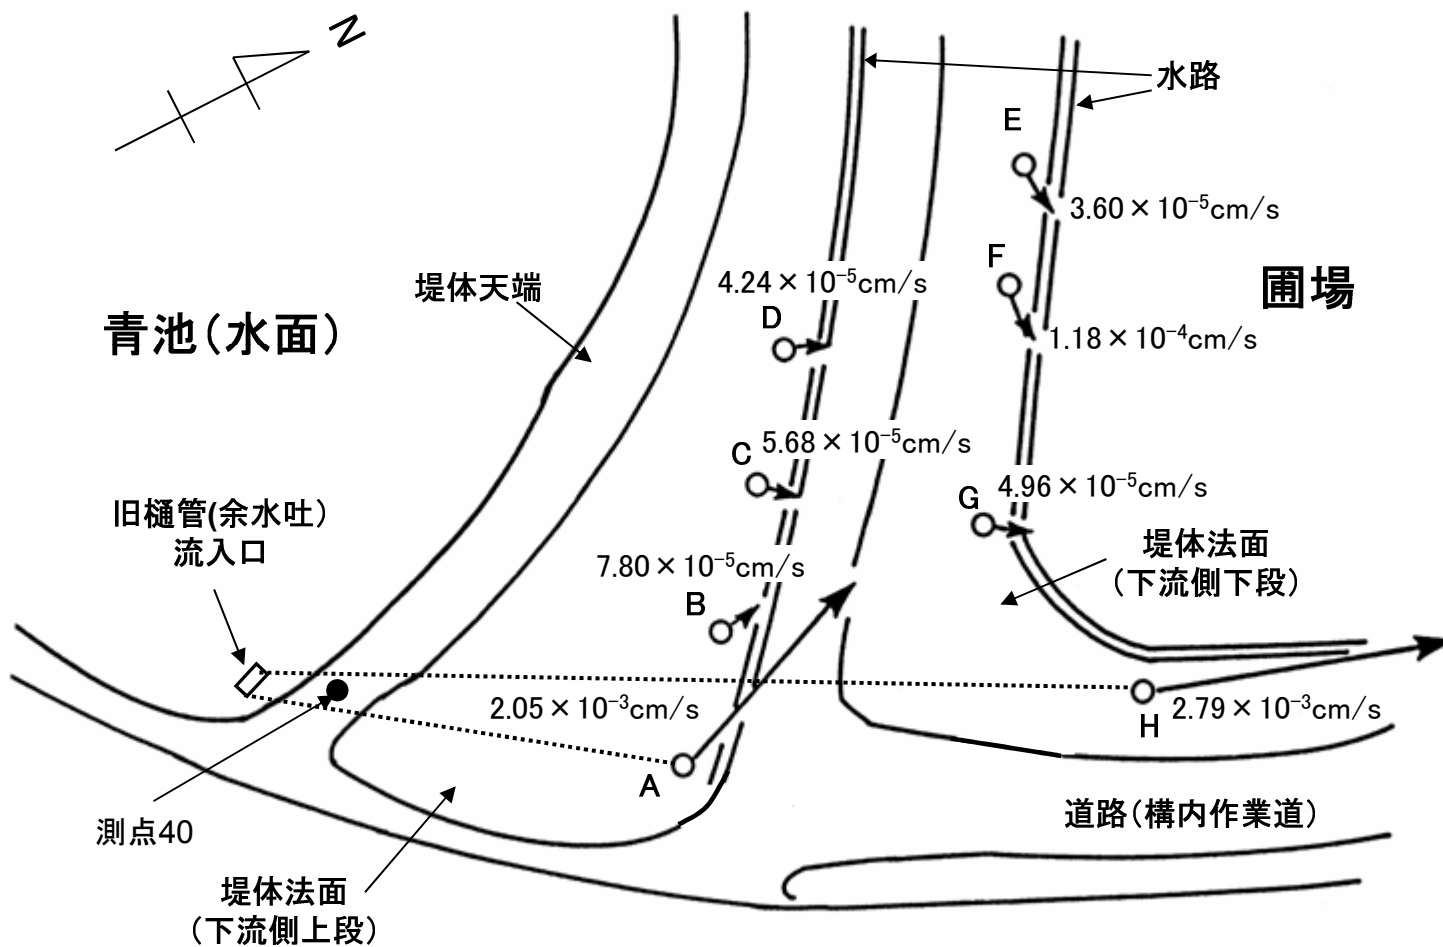 N
水路
E
3.60×10⁻⁵cm/s
F
圃場
4.24×10⁻⁵cm/s
堤体天端
D
青池（水面）
1.18×10⁻⁴cm/s
C
5.68×10⁻⁵cm/s
G
4.96×10⁻⁵cm/s
旧樋管(余水吐)
流入口
堤体法面
（下流側下段）
7.80×10⁻⁵cm/s
B
2.05×10⁻³cm/s
H
2.79×10⁻³cm/s
A
測点40
道路（構内作業道）
堤体法面
（下流側上段）